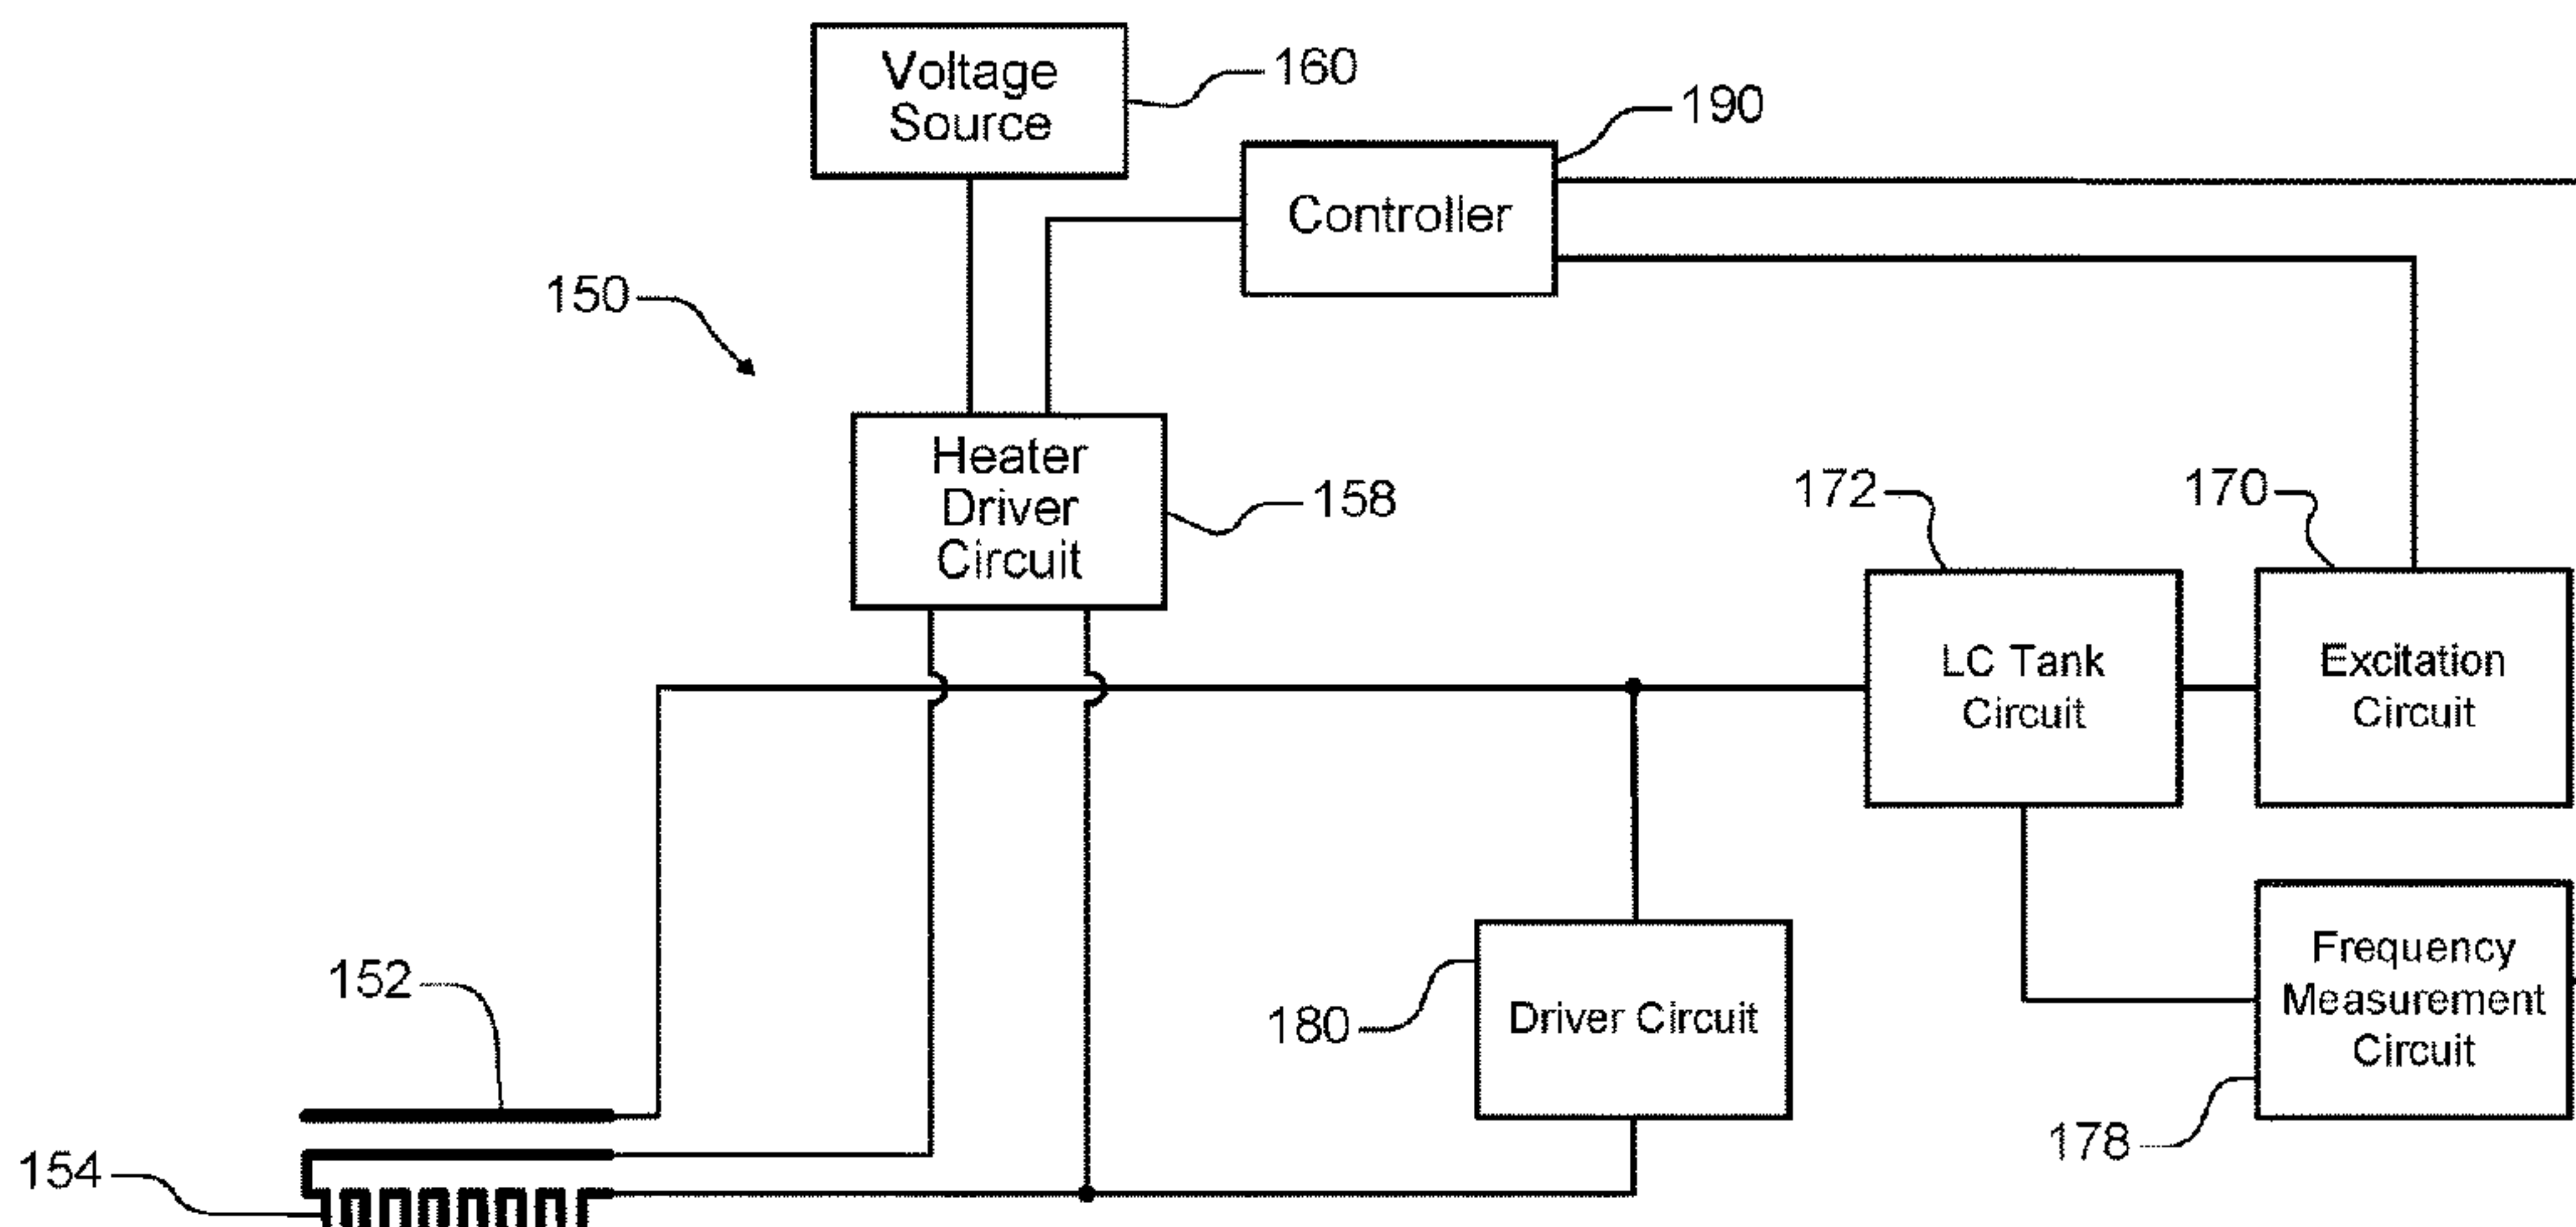 Voltage
Source
160
190
Controller
150
Heater
Driver
Circuit
158
172
170
LC Tank
Circuit
Excitation
Circuit
152
180
Driver Circuit
Frequency
Measurement
Circuit
178
154